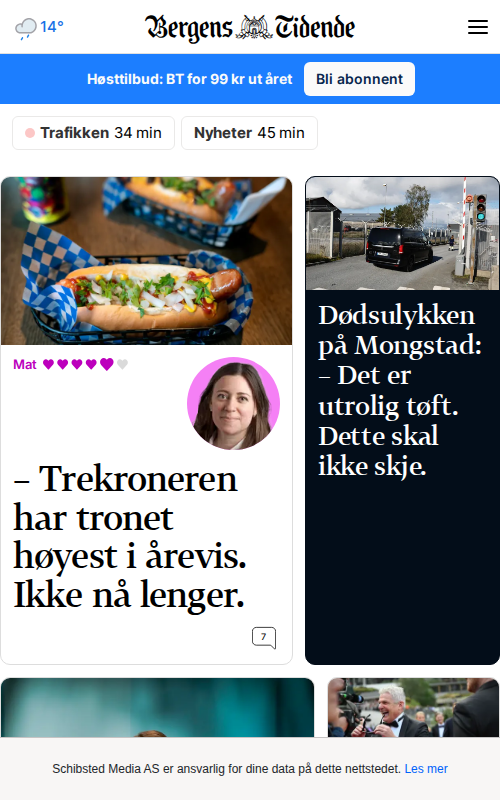 14°
Bergens Tidende
Høsttilbud: BT for 99 kr ut året
Bli abonnent
Trafikken 34 min
Nyheter 45 min
Mat
– Trekroneren
har tronet
høyest i årevis.
Ikke nå lenger.
7
Dødsulykken
på Mongstad:
– Det er
utrolig tøft.
Dette skal
ikke skje.
Schibsted Media AS er ansvarlig for dine data på dette nettstedet. Les mer